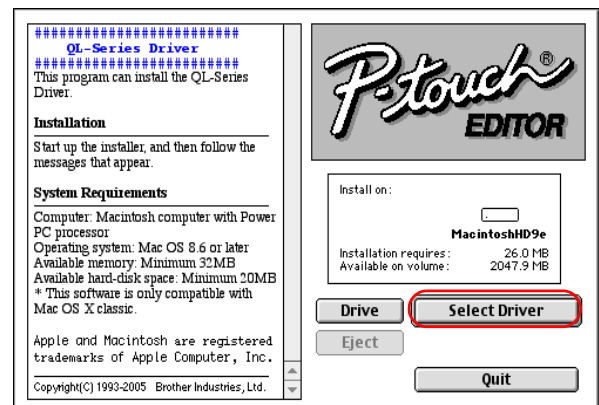 ########################
QL-Series Driver
########################
This program can install the QL-Series
Driver.
Installation
Start up the installer, and then follow the
messages that appear.
System Requirements
Computer: Macintosh computer with Power
PC processor
Operating system: Mac OS 8.6 or later
Available memory: Minimum 32MB
Available hard-disk space: Minimum 20MB
* This software is only compatible with
Mac OS X classic.
Apple and Macintosh are registered
trademarks of Apple Computer, Inc.
Copyright(C) 1993-2005 Brother Industries, Ltd.
P-touch®
EDITOR
Install on:
MacintoshHD9e
Installation requires: 26.0 MB
Available on volume: 2047.9 MB
Drive
Select Driver
Eject
Quit